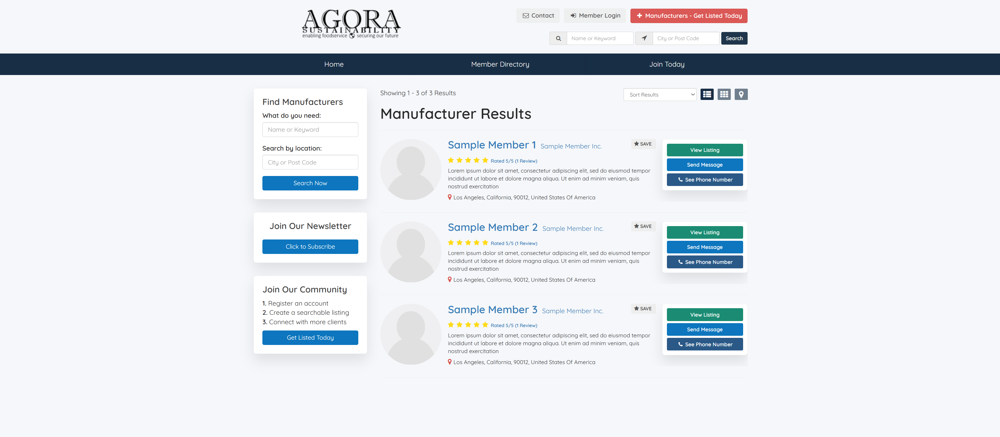 AGORA
SUSTAINABILITY
enabling foodservice securing our future
Contact
Member Login
Manufacturers - Get Listed Today
Name or Keyword
City or Post Code
Search
Home
Member Directory
Join Today
Find Manufacturers
What do you need:
Name or Keyword
Search by location:
City or Post Code
Search Now
Join Our Newsletter
Click to Subscribe
Join Our Community
1. Register an account
2. Create a searchable listing
3. Connect with more clients
Get Listed Today
Showing 1 - 3 of 3 Results
Sort Results
Manufacturer Results
Sample Member 1 Sample Member Inc.
SAVE
Rated 5/5 (1 Review)
Lorem ipsum dolor sit amet, consectetur adipiscing elit, sed do eiusmod tempor
incididunt ut labore et dolore magna aliqua. Ut enim ad minim veniam, quis
nostrud exercitation
Los Angeles, California, 90012, United States Of America
View Listing
Send Message
See Phone Number
Sample Member 2 Sample Member Inc.
SAVE
Rated 5/5 (1 Review)
Lorem ipsum dolor sit amet, consectetur adipiscing elit, sed do eiusmod tempor
incididunt ut labore et dolore magna aliqua. Ut enim ad minim veniam, quis
nostrud exercitation
Los Angeles, California, 90012, United States Of America
View Listing
Send Message
See Phone Number
Sample Member 3 Sample Member Inc.
SAVE
Rated 5/5 (1 Review)
Lorem ipsum dolor sit amet, consectetur adipiscing elit, sed do eiusmod tempor
incididunt ut labore et dolore magna aliqua. Ut enim ad minim veniam, quis
nostrud exercitation
Los Angeles, California, 90012, United States Of America
View Listing
Send Message
See Phone Number